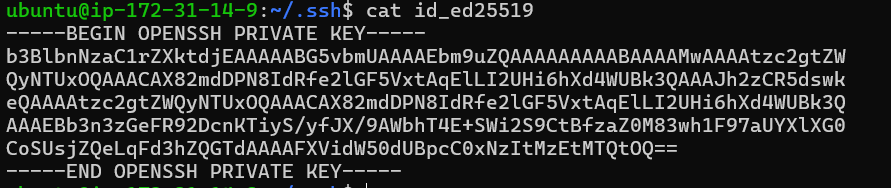 ubuntu@ip-172-31-14-9:~/.ssh$ cat id_ed25519
-----BEGIN OPENSSH PRIVATE KEY-----
b3BlbnNzaC1rZXktdjEAAAAABG5vbmUAAAAEbm9uZQAAAAAAAAABAAAAMwAAAAtzc2gtZW
QyNTUxOQAAACAX82mdDPN8IdRfe2lGF5VxtAqElLI2UHi6hXd4WUBk3QAAAJh2zCR5dswk
eQAAAAtzc2gtZWQyNTUxOQAAACAX82mdDPN8IdRfe2lGF5VxtAqElLI2UHi6hXd4WUBk3Q
AAAEBb3n3zGeFR92DcnKTiyS/yfJX/9AWbhT4E+SWi2S9CtBfzaZ0M83wh1F97aUYXlXG0
CoSUsjZQeLqFd3hZQGTdAAAAFXVidW50dUBpcC0xNzItMzEtMTQtOQ==
-----END OPENSSH PRIVATE KEY-----